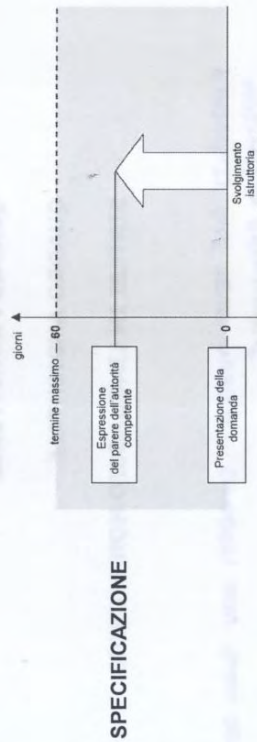 SPECIFICAZIONE
giorni
termine massimo — 60
Espressione
del parere dell'autorità
competente
Presentazione della
domanda
0
Svolgimento
istruttoria